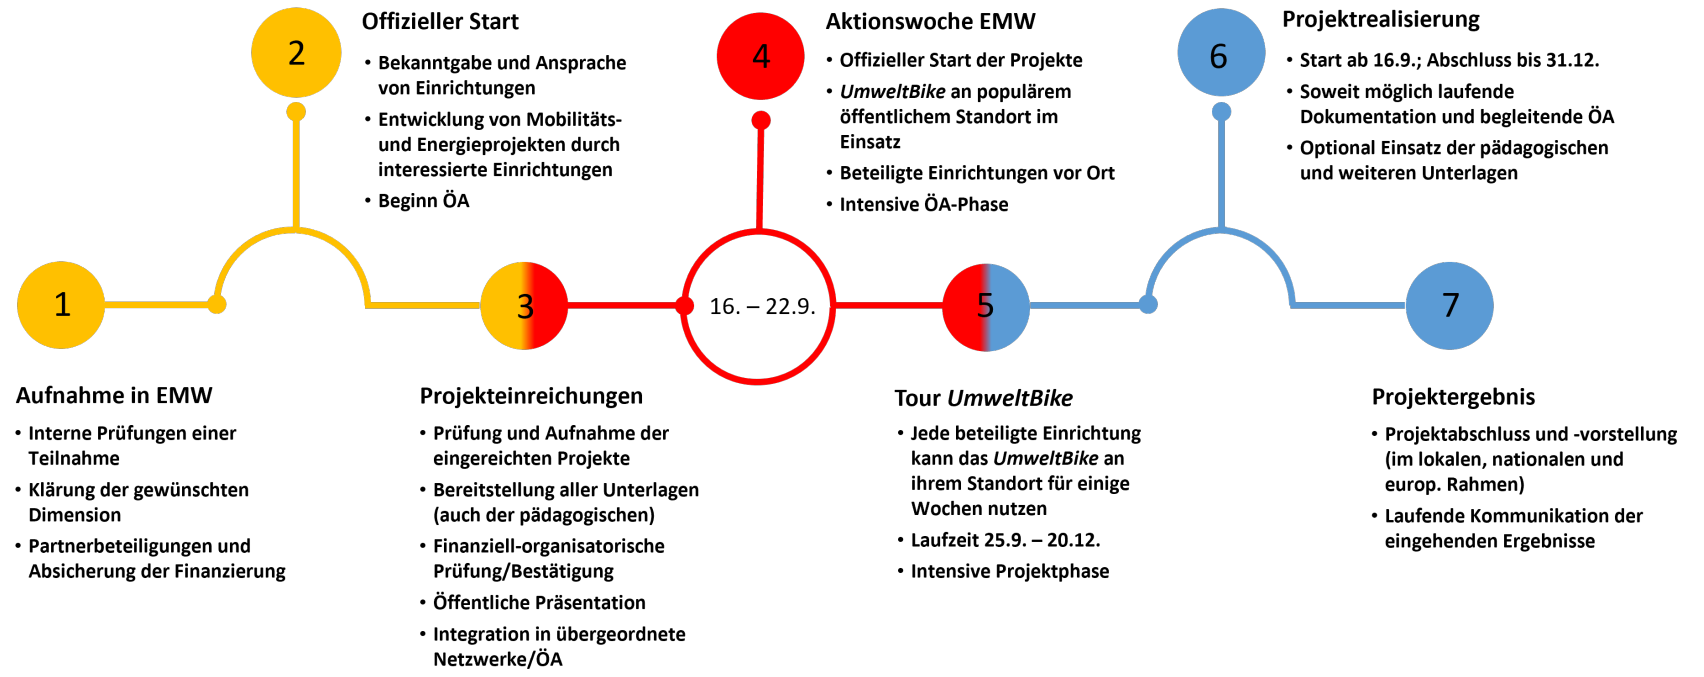 2
Offizieller Start
• Bekanntgabe und Ansprache
von Einrichtungen
• Entwicklung von Mobilitäts-
und Energieprojekten durch
interessierte Einrichtungen
• Beginn ÖA
4
Aktionswoche EMW
• Offizieller Start der Projekte
• UmweltBike an populärem
öffentlichem Standort im
Einsatz
• Beteiligte Einrichtungen vor Ort
• Intensive ÖA-Phase
6
Projektrealisierung
• Start ab 16.9.; Abschluss bis 31.12.
• Soweit möglich laufende
Dokumentation und begleitende ÖA
• Optional Einsatz der pädagogischen
und weiteren Unterlagen
1
3
16. – 22.9.
5
7
Aufnahme in EMW
• Interne Prüfungen einer
Teilnahme
• Klärung der gewünschten
Dimension
• Partnerbeteiligungen und
Absicherung der Finanzierung
Projekteinreichungen
• Prüfung und Aufnahme der
eingereichten Projekte
• Bereitstellung aller Unterlagen
(auch der pädagogischen)
• Finanziell-organisatorische
Prüfung/Bestätigung
• Öffentliche Präsentation
• Integration in übergeordnete
Netzwerke/ÖA
Tour UmweltBike
• Jede beteiligte Einrichtung
kann das UmweltBike an
ihrem Standort für einige
Wochen nutzen
• Laufzeit 25.9. – 20.12.
• Intensive Projektphase
Projektergebnis
• Projektabschluss und -vorstellung
(im lokalen, nationalen und
europ. Rahmen)
• Laufende Kommunikation der
eingehenden Ergebnisse